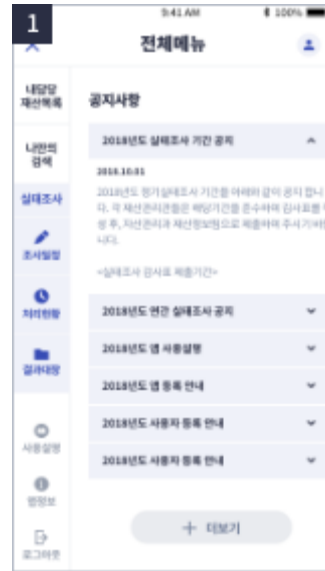 1
9:41 AM
100%
전체메뉴
내담당
재산목록
나만의
검색
실태조사
조사일정
처리현황
결과대장
사용설명
앱정보
로그아웃
공지사항
2018년도 실태조사 기간 공지
2018.10.01
2018년도 정기실태조사 기간을 아래와 같이 공지 합니
다. 각 재산관리관들은 해당기간을 준수하여 검사표를
성 후, 자산관리과 재산정보팀으로 제출하여 주시기
니다.
<실태조사 검사표 제출기간>
2018년도 연간 실태조사 공지
2018년도 앱 사용설명
2018년도 앱 등록 안내
2018년도 사용자 등록 안내
2018년도 사용자 등록 안내
+ 더보기